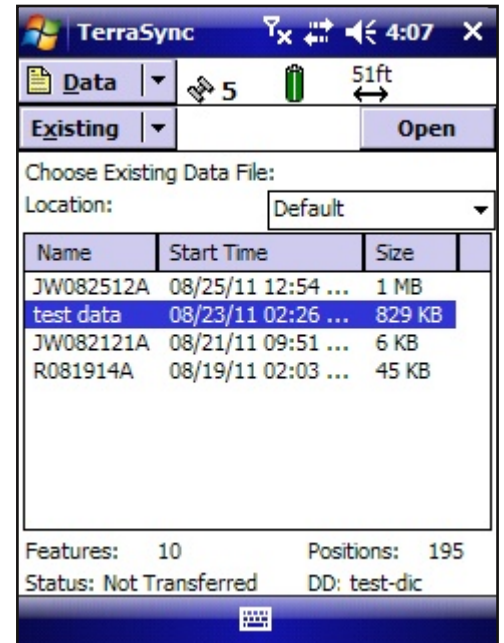 TerraSync 4:07
Data 5 51ft
Existing Open
Choose Existing Data File:
Location: Default
Name Start Time Size
JW082512A 08/25/11 12:54 ... 1 MB
test data 08/23/11 02:26 ... 829 KB
JW082121A 08/21/11 09:51 ... 6 KB
R081914A 08/19/11 02:03 ... 45 KB
Features: 10 Positions: 195
Status: Not Transferred DD: test-dic